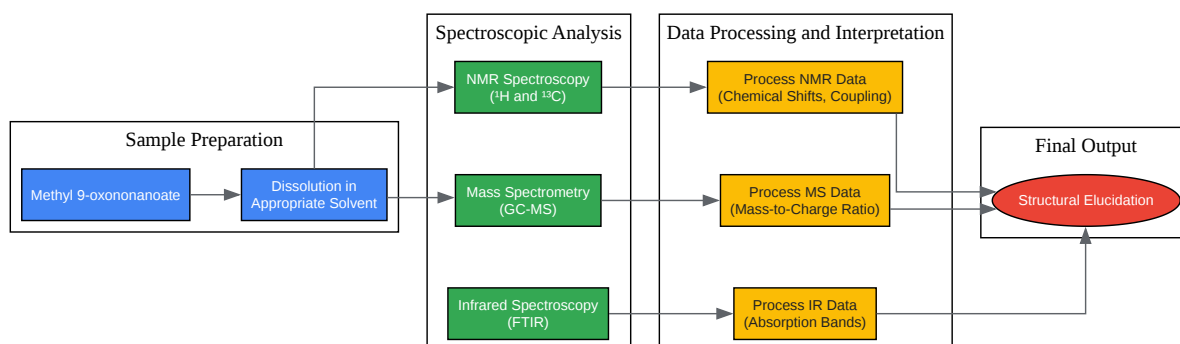 Sample Preparation
Methyl 9-oxononanoate
Dissolution in
Appropriate Solvent
Spectroscopic Analysis
NMR Spectroscopy
(¹H and ¹³C)
Mass Spectrometry
(GC-MS)
Infrared Spectroscopy
(FTIR)
Data Processing and Interpretation
Process NMR Data
(Chemical Shifts, Coupling)
Process MS Data
(Mass-to-Charge Ratio)
Process IR Data
(Absorption Bands)
Final Output
Structural Elucidation